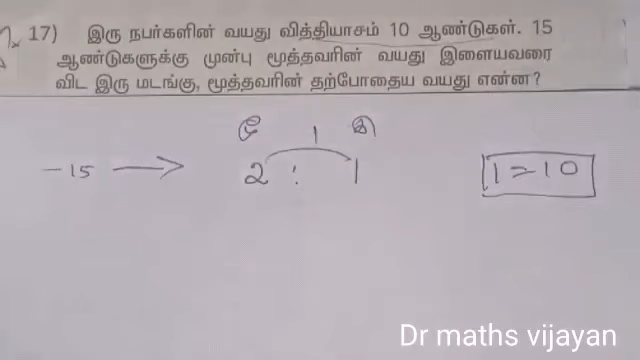 17) இரு நபர்களின் வயது வித்தியாசம் 10 ஆண்டுகள். 15
ஆண்டுகளுக்கு முன்பு மூத்தவரின் வயது இளையவரை
விட இரு மடங்கு, மூத்தவரின் தற்போதைய வயது என்ன?
மூ 1 இ
-15 → 2 : 1 1=10
Dr maths vijayan